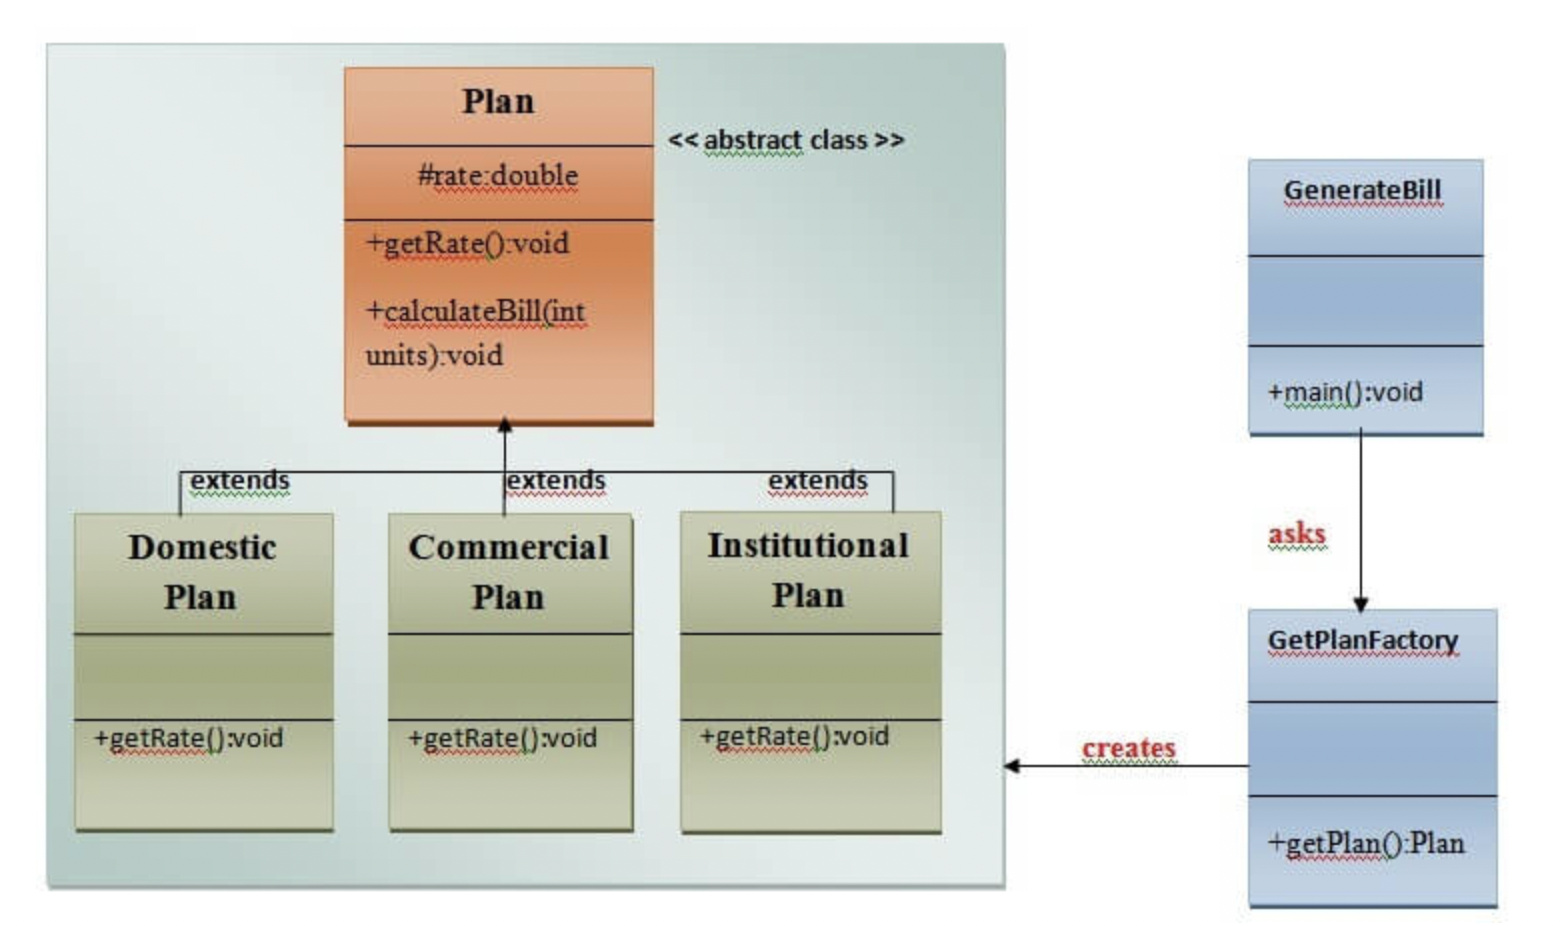 Plan
<< abstract class >>
#rate:double
+getRate():void
+calculateBill(int
units):void
extends
extends
extends
Domestic
Plan
+getRate():void
Commercial
Plan
+getRate():void
Institutional
Plan
+getRate():void
GenerateBill
+main():void
asks
GetPlanFactory
+getPlan():Plan
creates